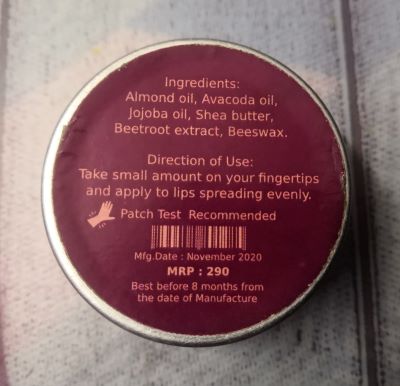 Ingredients:
Almond oil, Avacoda oil,
Jojoba oil, Shea butter,
Beetroot extract, Beeswax.
Direction of Use:
Take small amount on your fingertips
and apply to lips spreading evenly.
Patch Test Recommended
Mfg.Date : November 2020
MRP : 290
Best before 8 months from
the date of Manufacture